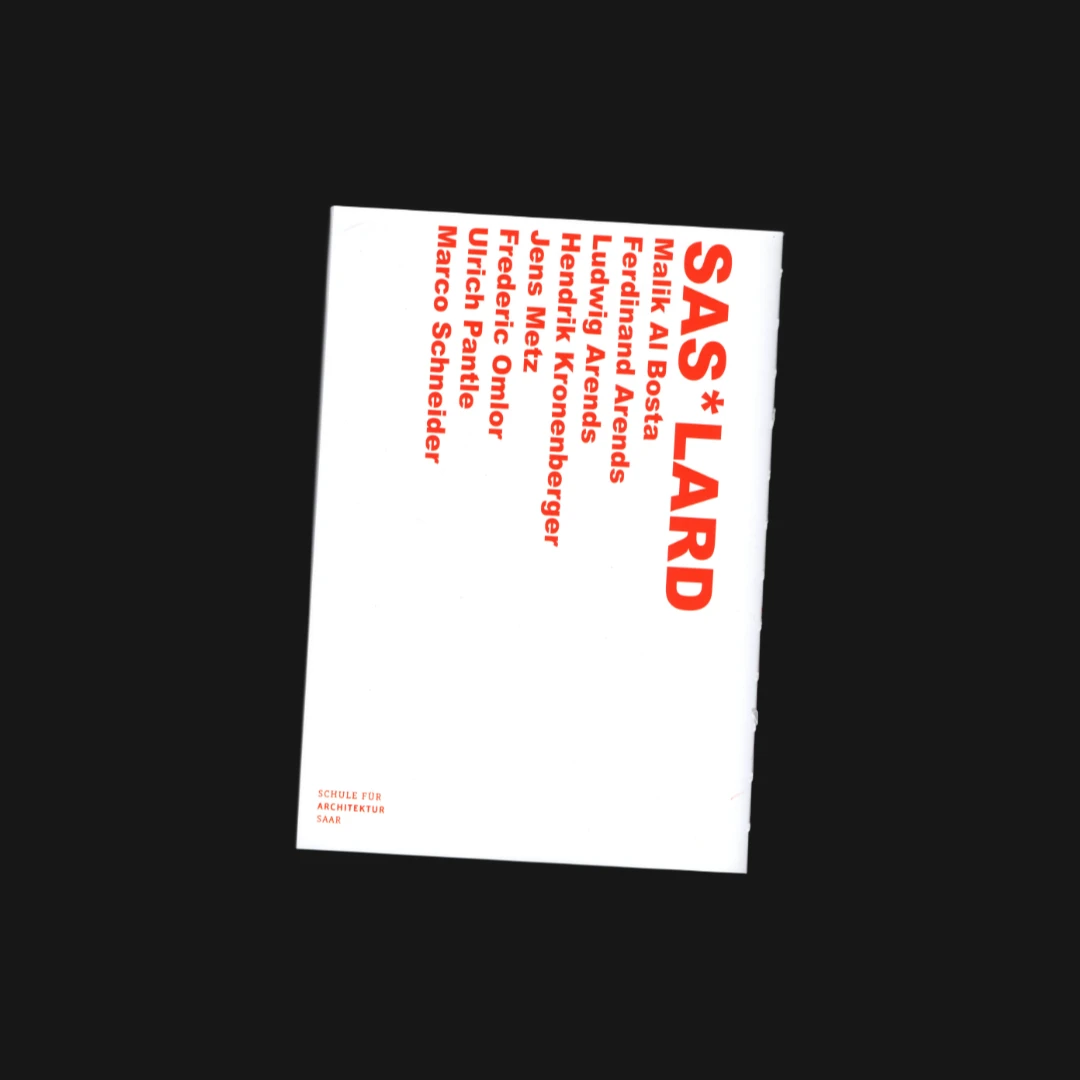 SAS*LARD
Malik Al Bosta
Ferdinand Arends
Ludwig Arends
Hendrik Kronenberger
Jens Metz
Frederic Omlor
Ulrich Pantle
Marco Schneider
SCHULE FÜR
ARCHITEKTUR
SAAR